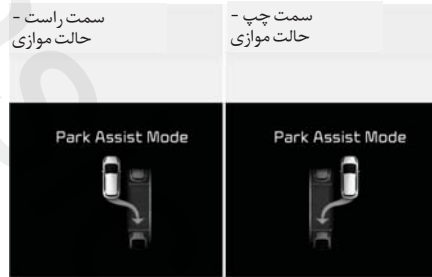 سمت راست -
حالت موازی
سمت چپ -
حالت موازی
Park Assist Mode
Park Assist Mode